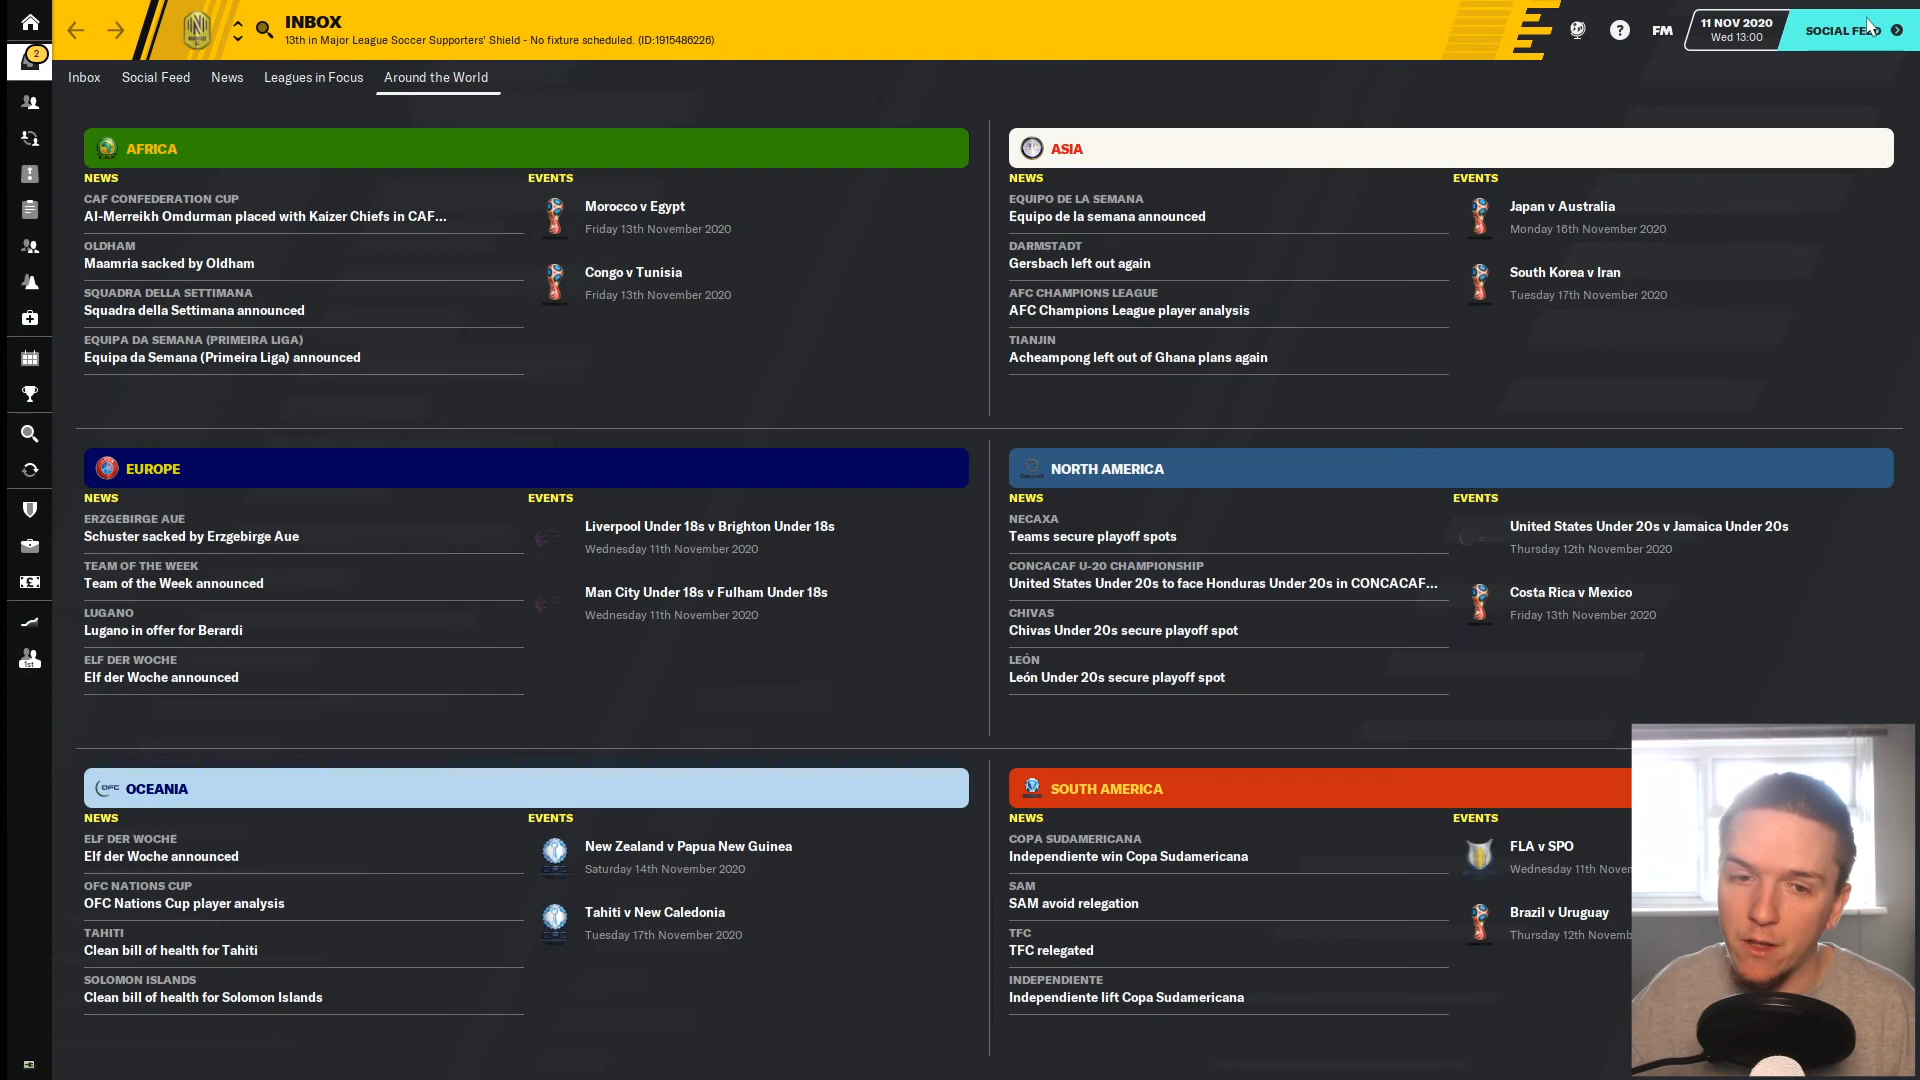 INBOX
13th in Major League Soccer Supporters' Shield - No fixture scheduled. (ID:1915486226)
?
FM
11 NOV 2020
Wed 13:00
2
Inbox
Social Feed
News
Leagues in Focus
Around the World
AFRICA
NEWS
CAF CONFEDERATION CUP
Al-Merreikh Omdurman placed with Kaizer Chiefs in CAF...
OLDHAM
Maamria sacked by Oldham
SQUADRA DELLA SETTIMANA
Squadra della Settimana announced
EQUIPA DA SEMANA (PRIMEIRA LIGA)
Equipa da Semana (Primeira Liga) announced
EVENTS
Morocco v Egypt
Friday 13th November 2020
Congo v Tunisia
Friday 13th November 2020
ASIA
NEWS
EQUIPO DE LA SEMANA
Equipo de la semana announced
DARMSTADT
Gersbach left out again
AFC CHAMPIONS LEAGUE
AFC Champions League player analysis
TIANJIN
Acheampong left out of Ghana plans again
EVENTS
Japan v Australia
Monday 16th November 2020
South Korea v Iran
Tuesday 17th November 2020
EUROPE
NEWS
ERZGEBIRGE AUE
Schuster sacked by Erzgebirge Aue
TEAM OF THE WEEK
Team of the Week announced
LUGANO
Lugano in offer for Berardi
ELF DER WOCHE
Elf der Woche announced
EVENTS
Liverpool Under 18s v Brighton Under 18s
Wednesday 11th November 2020
Man City Under 18s v Fulham Under 18s
Wednesday 11th November 2020
NORTH AMERICA
NEWS
NECAXA
Teams secure playoff spots
CONCACAF U-20 CHAMPIONSHIP
United States Under 20s to face Honduras Under 20s in CONCACAF...
CHIVAS
Chivas Under 20s secure playoff spot
LEÓN
León Under 20s secure playoff spot
EVENTS
United States Under 20s v Jamaica Under 20s
Thursday 12th November 2020
Costa Rica v Mexico
Friday 13th November 2020
OFC OCEANIA
NEWS
ELF DER WOCHE
Elf der Woche announced
OFC NATIONS CUP
OFC Nations Cup player analysis
TAHITI
Clean bill of health for Tahiti
SOLOMON ISLANDS
Clean bill of health for Solomon Islands
EVENTS
New Zealand v Papua New Guinea
Saturday 14th November 2020
Tahiti v New Caledonia
Tuesday 17th November 2020
SOUTH AMERICA
NEWS
COPA SUDAMERICANA
Independiente win Copa Sudamericana
SAM
SAM avoid relegation
TFC
TFC relegated
INDEPENDIENTE
Independiente lift Copa Sudamericana
EVENTS
FLA v SPO
Wednesday 11th Novem
Brazil v Uruguay
Thursday 12th Novemb
SOCIAL
1st